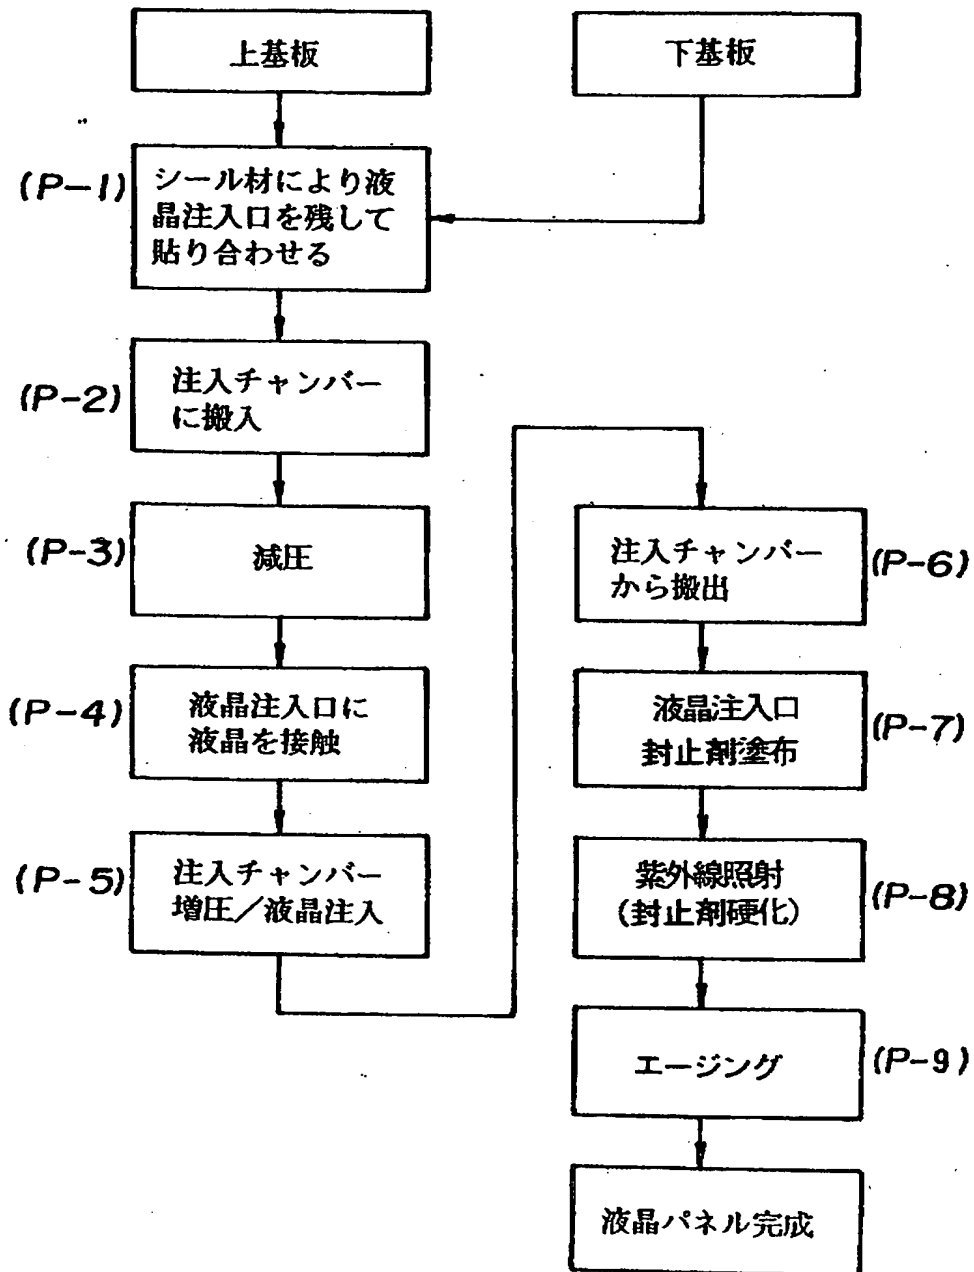 上基板
下基板
(P-1)
シール材により液
晶注入口を残して
貼り合わせる
(P-2)
注入チャンバー
に搬入
(P-3)
減圧
(P-4)
液晶注入口に
液晶を接触
(P-5)
注入チャンバー
増圧/液晶注入
注入チャンバー
から搬出
(P-6)
液晶注入口
封止剤塗布
(P-7)
紫外線照射
(封止剤硬化)
(P-8)
エージング
(P-9)
液晶パネル完成